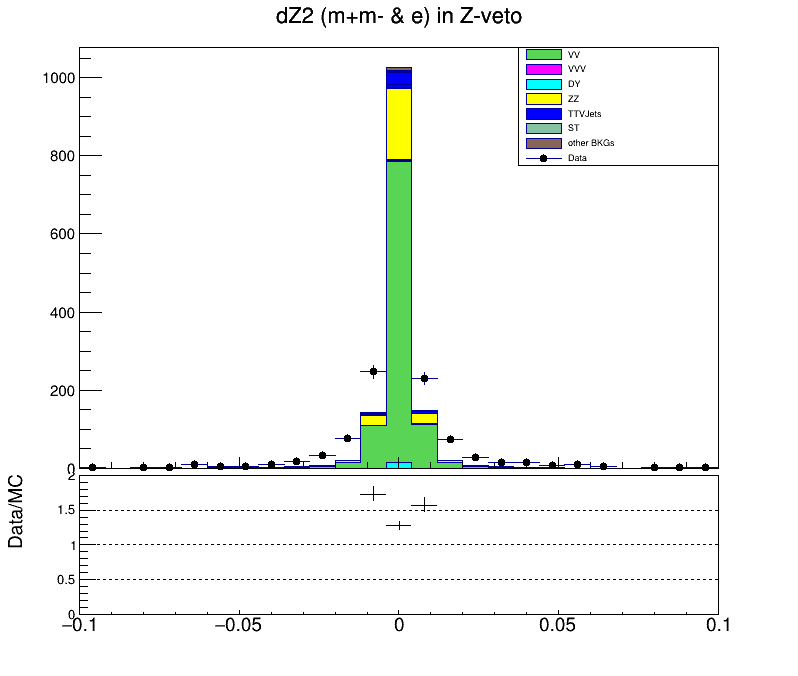 dZ2 (m+m- & e) in Z-veto
1000
800
600
400
200
0
VV
VVV
DY
ZZ
TTVJets
ST
other BKGs
Data
Data/MC
2
1.5
1
0.5
0
−0.1
−0.05
0
0.05
0.1